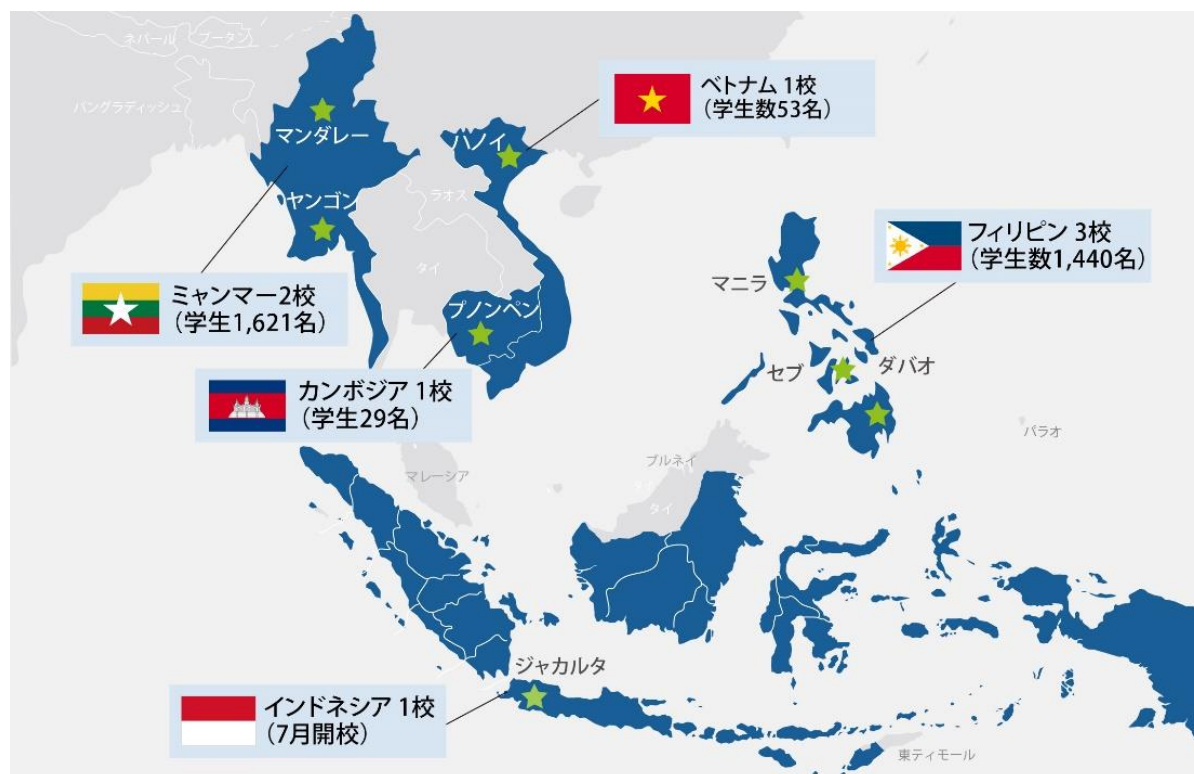 ネパール
ブータン
バングラディッシュ
マンダレー
ヤンゴン
ハノイ
ラオス
タイ
プノンペン
ベトナム 1校
(学生数53名)
フィリピン 3校
(学生数1,440名)
マニラ
セブ
ダバオ
ミャンマー2校
(学生1,621名)
カンボジア 1校
(学生29名)
パラオ
マレーシア
ブルネイ
タイ
ジャカルタ
インドネシア 1校
(7月開校)
東ティモール